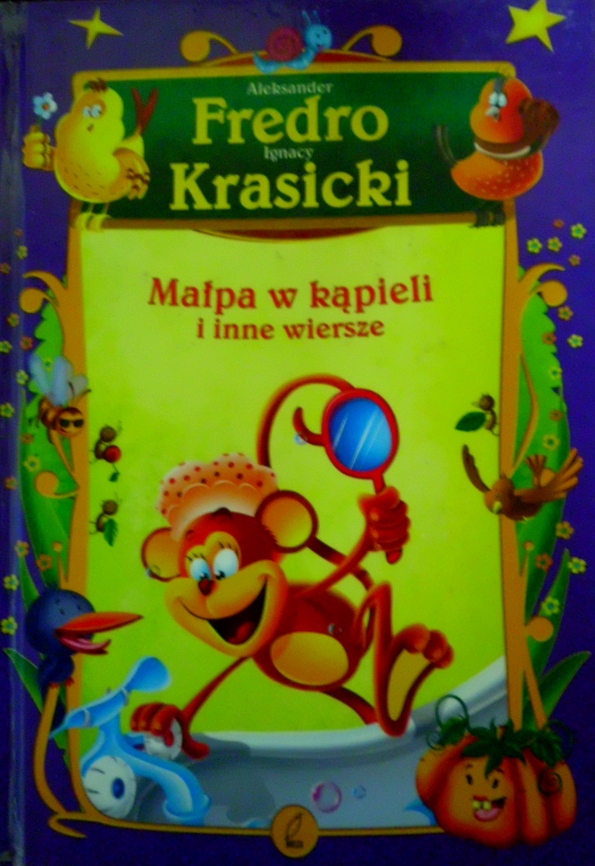 Aleksander
Fredro
Ignacy
Krasicki
Małpa w kąpieli
i inne wiersze